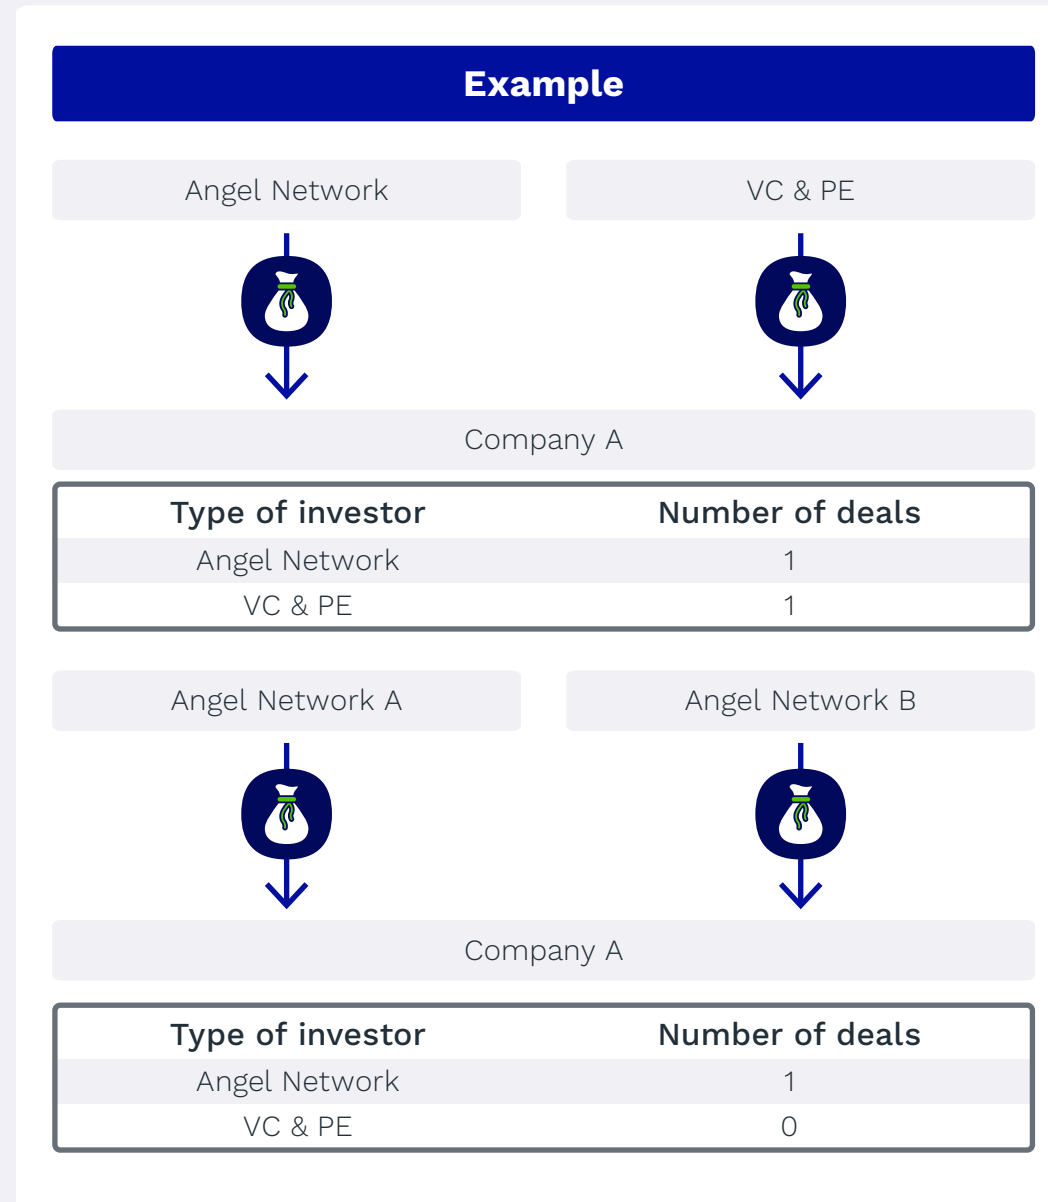 Example
Angel Network VC & PE
Company A
Type of investor Number of deals
Angel Network 1
VC & PE 1
Angel Network A Angel Network B
Company A
Type of investor Number of deals
Angel Network 1
VC & PE 0